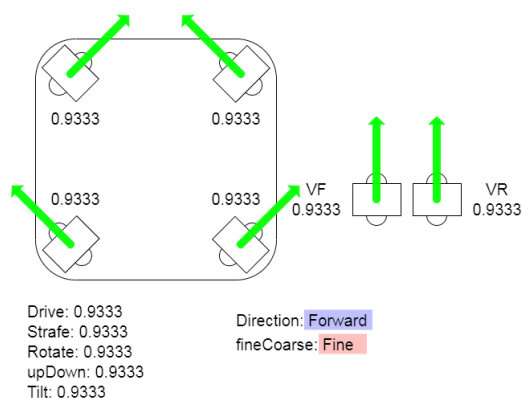 0.9333 0.9333
0.9333 0.9333
VF
0.9333
VR
0.9333
Drive: 0.9333
Strafe: 0.9333
Rotate: 0.9333
upDown: 0.9333
Tilt: 0.9333
Direction: Forward
fineCoarse: Fine